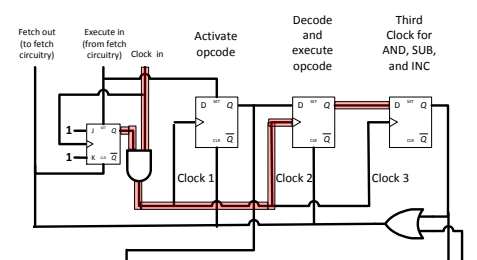 Fetch out
(to fetch
circuitry)
Execute in
(from fetch
circuitry)
Clock in
Activate
opcode
Decode
and
execute
opcode
Third
Clock for
AND, SUB,
and INC
1
J
SET
Q
1
K
CLR
Q
D
SET
Q
CLR
Q
D
SET
Q
CLR
Q
D
SET
Q
CLR
Q
Clock 1
Clock 2
Clock 3